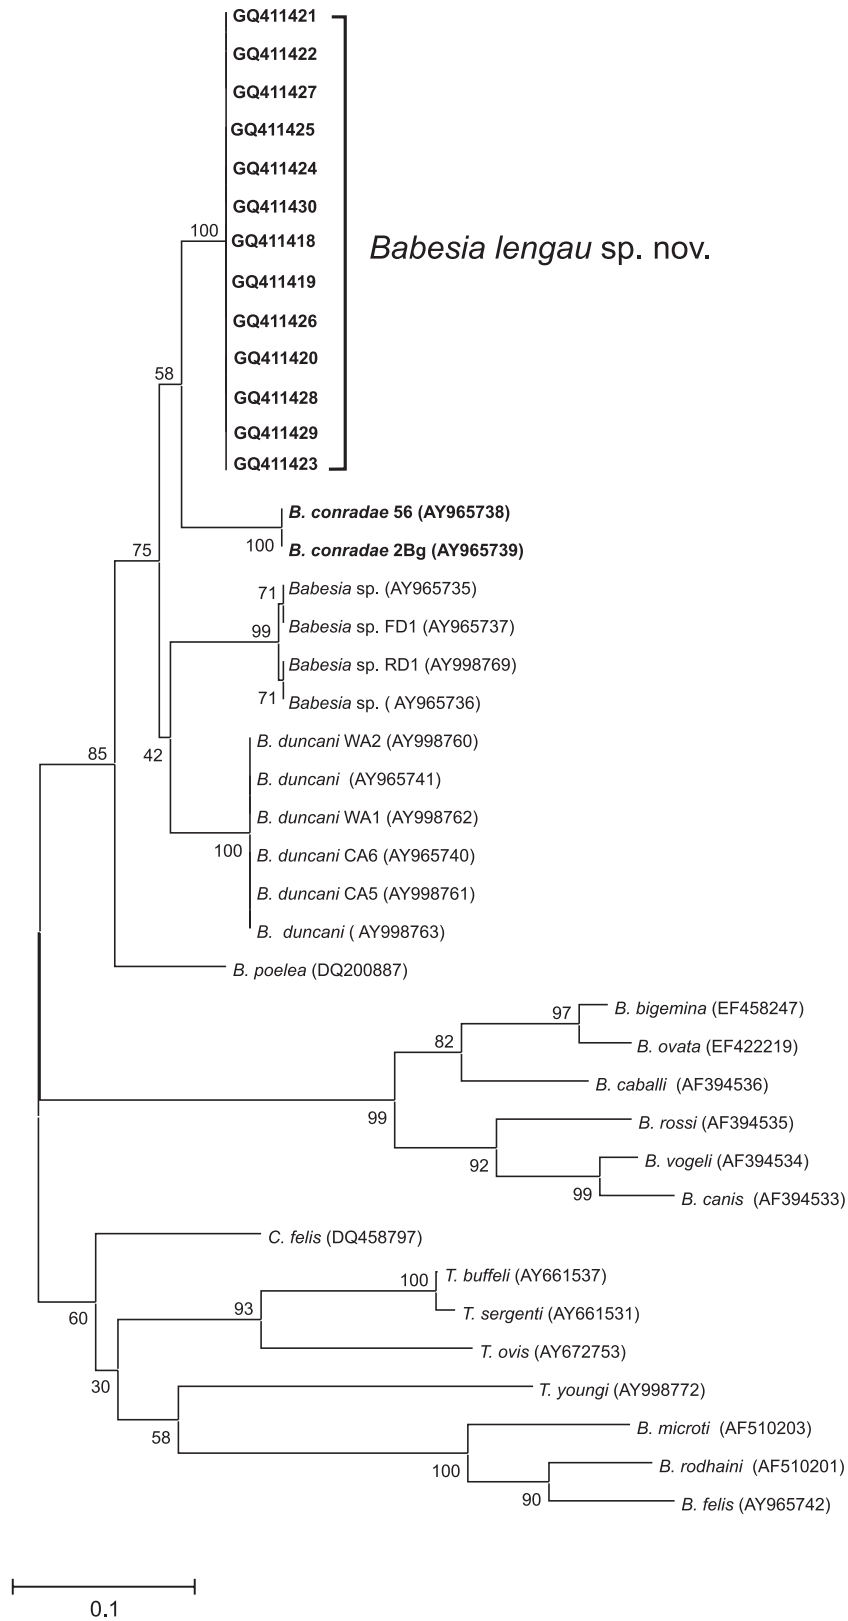 GQ411421
GQ411422
GQ411427
GQ411425
GQ411424
GQ411430
100
GQ411418
Babesia lengau sp. nov.
GQ411419
GQ411426
GQ411420
58
GQ411428
GQ411429
GQ411423
B. conradae 56 (AY965738)
100
B. conradae 2Bg (AY965739)
75
71
Babesia sp. (AY965735)
99
Babesia sp. FD1 (AY965737)
Babesia sp. RD1 (AY998769)
71
Babesia sp. ( AY965736)
85
42
B. duncani WA2 (AY998760)
B. duncani (AY965741)
B. duncani WA1 (AY998762)
100
B. duncani CA6 (AY965740)
B. duncani CA5 (AY998761)
B. duncani ( AY998763)
B. poelea (DQ200887)
97
B. bigemina (EF458247)
82
B. ovata (EF422219)
B. caballi (AF394536)
99
B. rossi (AF394535)
92
B. vogeli (AF394534)
99
B. canis (AF394533)
C. felis (DQ458797)
100
T. buffeli (AY661537)
60
93
T. sergenti (AY661531)
T. ovis (AY672753)
30
T. youngi (AY998772)
58
B. microti (AF510203)
100
B. rodhaini (AF510201)
90
B. felis (AY965742)
0.1